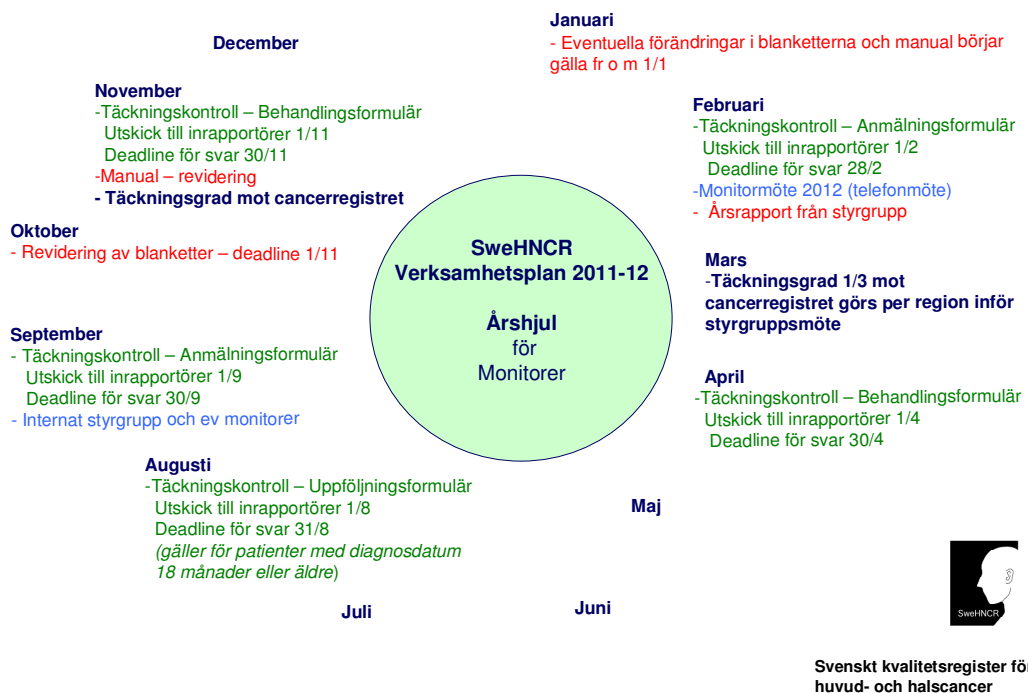 Januari
- Eventuella förändringar i blanketterna och manual börjar
gälla fr o m 1/1
Februari
-Täckningskontroll – Anmälningsformulär
Utskick till inrapportörer 1/2
Deadline för svar 28/2
-Monitormöte 2012 (telefonmöte)
- Årsrapport från styrgrupp
Mars
-Täckningsgrad 1/3 mot
cancerregistret görs per region inför
styrgruppsmöte
April
-Täckningskontroll – Behandlingsformulär
Utskick till inrapportörer 1/4
Deadline för svar 30/4
Maj
Juni
Juli
Augusti
-Täckningskontroll – Uppföljningsformulär
Utskick till inrapportörer 1/8
Deadline för svar 31/8
(gäller för patienter med diagnosdatum
18 månader eller äldre)
September
- Täckningskontroll – Anmälningsformulär
Utskick till inrapportörer 1/9
Deadline för svar 30/9
- Internat styrgrupp och ev monitorer
Oktober
- Revidering av blanketter – deadline 1/11
November
-Täckningskontroll – Behandlingsformulär
Utskick till inrapportörer 1/11
Deadline för svar 30/11
-Manual – revidering
- Täckningsgrad mot cancerregistret
December
SweHNCR
Verksamhetsplan 2011-12
Årshjul
för
Monitorer
SweHNCR
Svenskt kvalitetsregister för
huvud- och halscancer